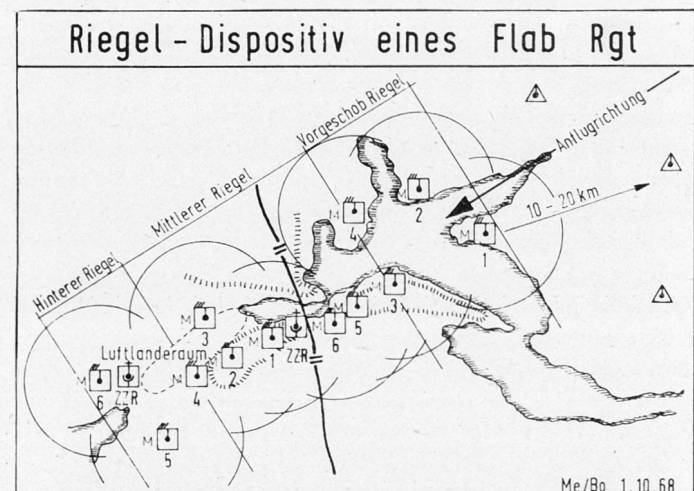 Riegel - Dispositiv eines Flab Rgt
Vorgeschob Riegel
Anflugrichtung
Mittlerer Riegel
10 - 20 km
Hinterer Riegel
M 2
M 4
M 1
M 3
M 5
M 6
ZZR
M 1
M 3
M 2
Luftlanderaum
M 4
M 6
ZZR
M 5
Me/Bo 1.10.68